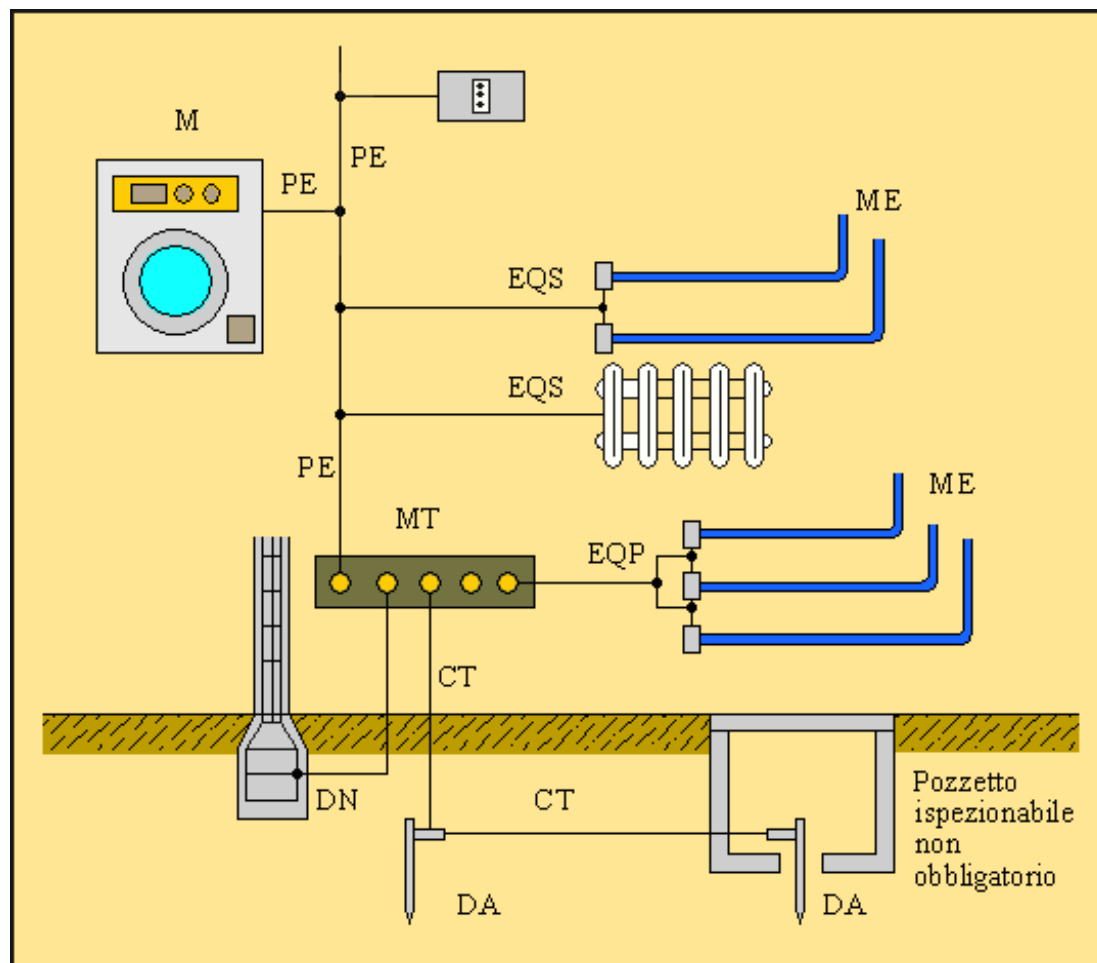 M
PE
PE
ME
EQS
EQS
PE
ME
MT
EQP
CT
DN
CT
Pozzetto
ispezionabile
non
obbligatorio
DA
DA